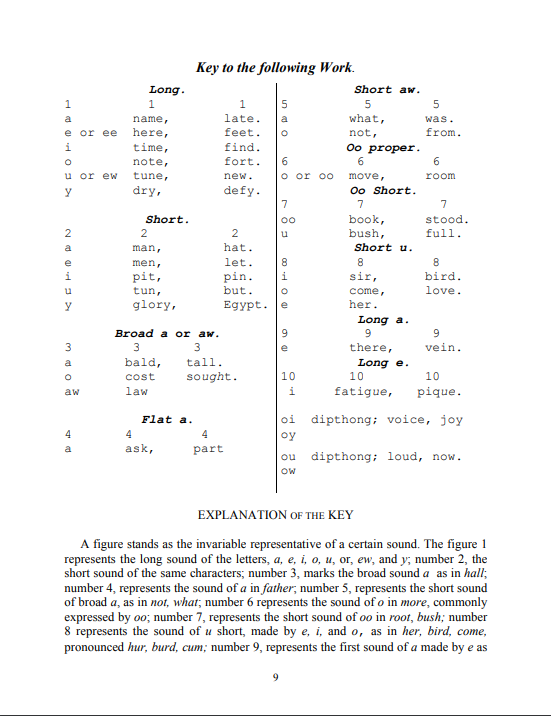 Key to the following Work.
Long.
1 1 1
a name, late.
e or ee here, feet.
i time, find.
o note, fort.
u or ew tune, new.
y dry, defy.
Short.
2 2 2
a man, hat.
e men, let.
i pit, pin.
u tun, but.
y glory, Egypt.
Broad a or aw.
3 3 3
a bald, tall.
o cost sought.
aw law
Flat a.
4 4 4
a ask, part
Short aw.
5 5 5
a what, was.
o not, from.
Oo proper.
6 6 6
o or oo move, room
Oo Short.
7 7 7
oo book, stood.
u bush, full.
Short u.
8 8 8
i sir, bird.
o come, love.
e her.
Long a.
9 9 9
e there, vein.
Long e.
10 10 10
i fatigue, pique.
oi dipthong; voice, joy
oy
ou dipthong; loud, now.
ow
EXPLANATION OF THE KEY
A figure stands as the invariable representative of a certain sound. The figure 1
represents the long sound of the letters, a, e, i, o, u, or, ew, and y; number 2, the
short sound of the same characters; number 3, marks the broad sound a as in hall;
number 4, represents the sound of a in father; number 5, represents the short sound
of broad a, as in not, what; number 6 represents the sound of o in more, commonly
expressed by oo; number 7, represents the short sound of oo in root, bush; number
8 represents the sound of u short, made by e, i, and o, as in her, bird, come,
pronounced hur, burd, cum; number 9, represents the first sound of a made by e as
9